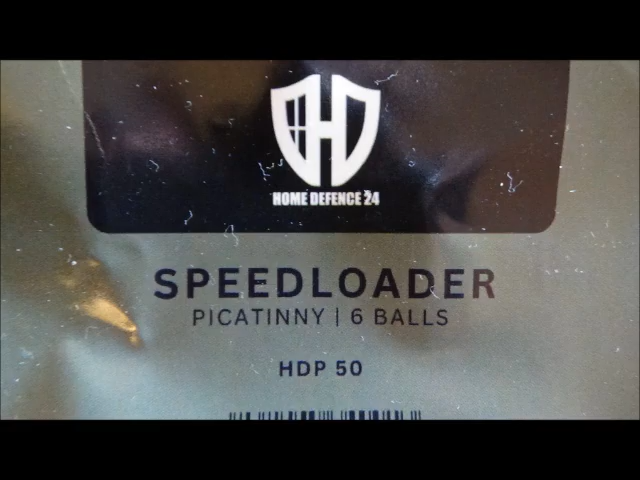 HOME DEFENCE 24
SPEEDLOADER
PICATINNY | 6 BALLS
HDP 50